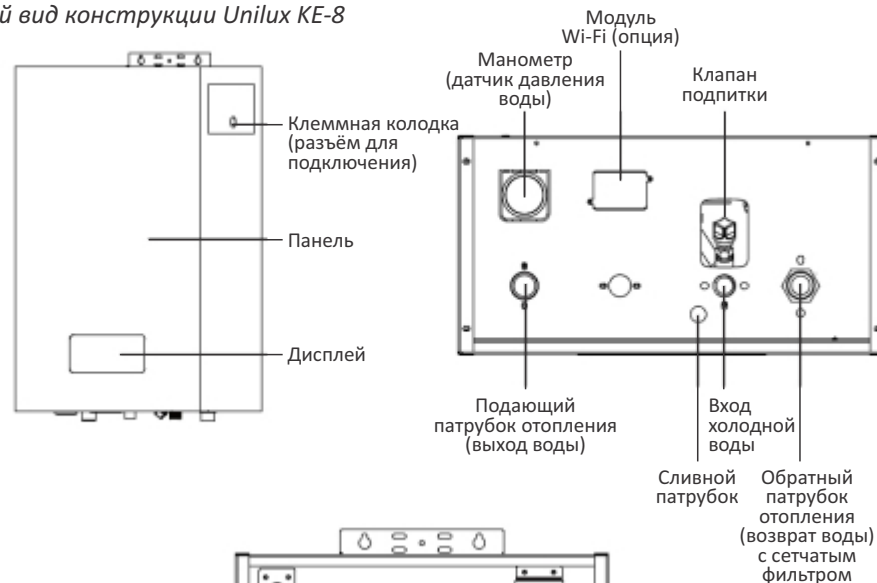 й вид конструкции Unilux KE-8
Клеммная колодка
(разъём для
подключения)
Панель
Дисплей
Модуль
Wi-Fi (опция)
Манометр
(датчик давления
воды)
Клапан
подпитки
Подающий
патрубок отопления
(выход воды)
Вход
холодной
воды
Сливной
патрубок
Обратный
патрубок
отопления
(возврат воды)
с сетчатым
фильтром